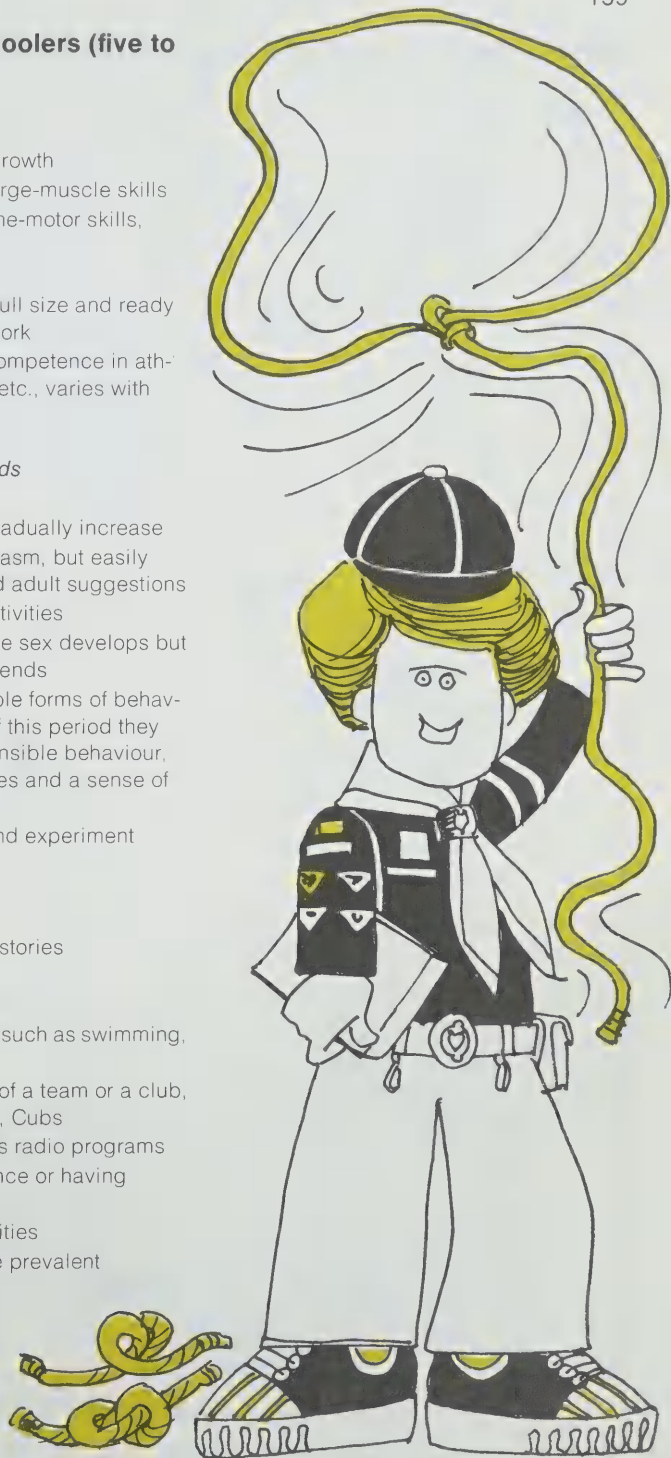 oolers (five to
rowth
rge-muscle skills
ne-motor skills,
ull size and ready
ork
ompetence in ath-
etc., varies with
ds
adually increase
asm, but easily
d adult suggestions
tivities
e sex develops but
ends
ble forms of behav-
f this period they
nsible behaviour,
es and a sense of
nd experiment
stories
such as swimming,
of a team or a club,
, Cubs
s radio programs
nce or having
ities
e prevalent